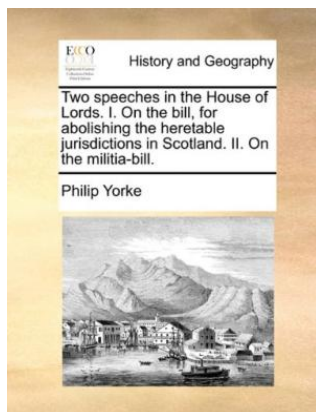 ECCO
History and Geography
Two speeches in the House of
Lords. I. On the bill, for
abolishing the heretable
jurisdictions in Scotland. II. On
the militia-bill.
Philip Yorke